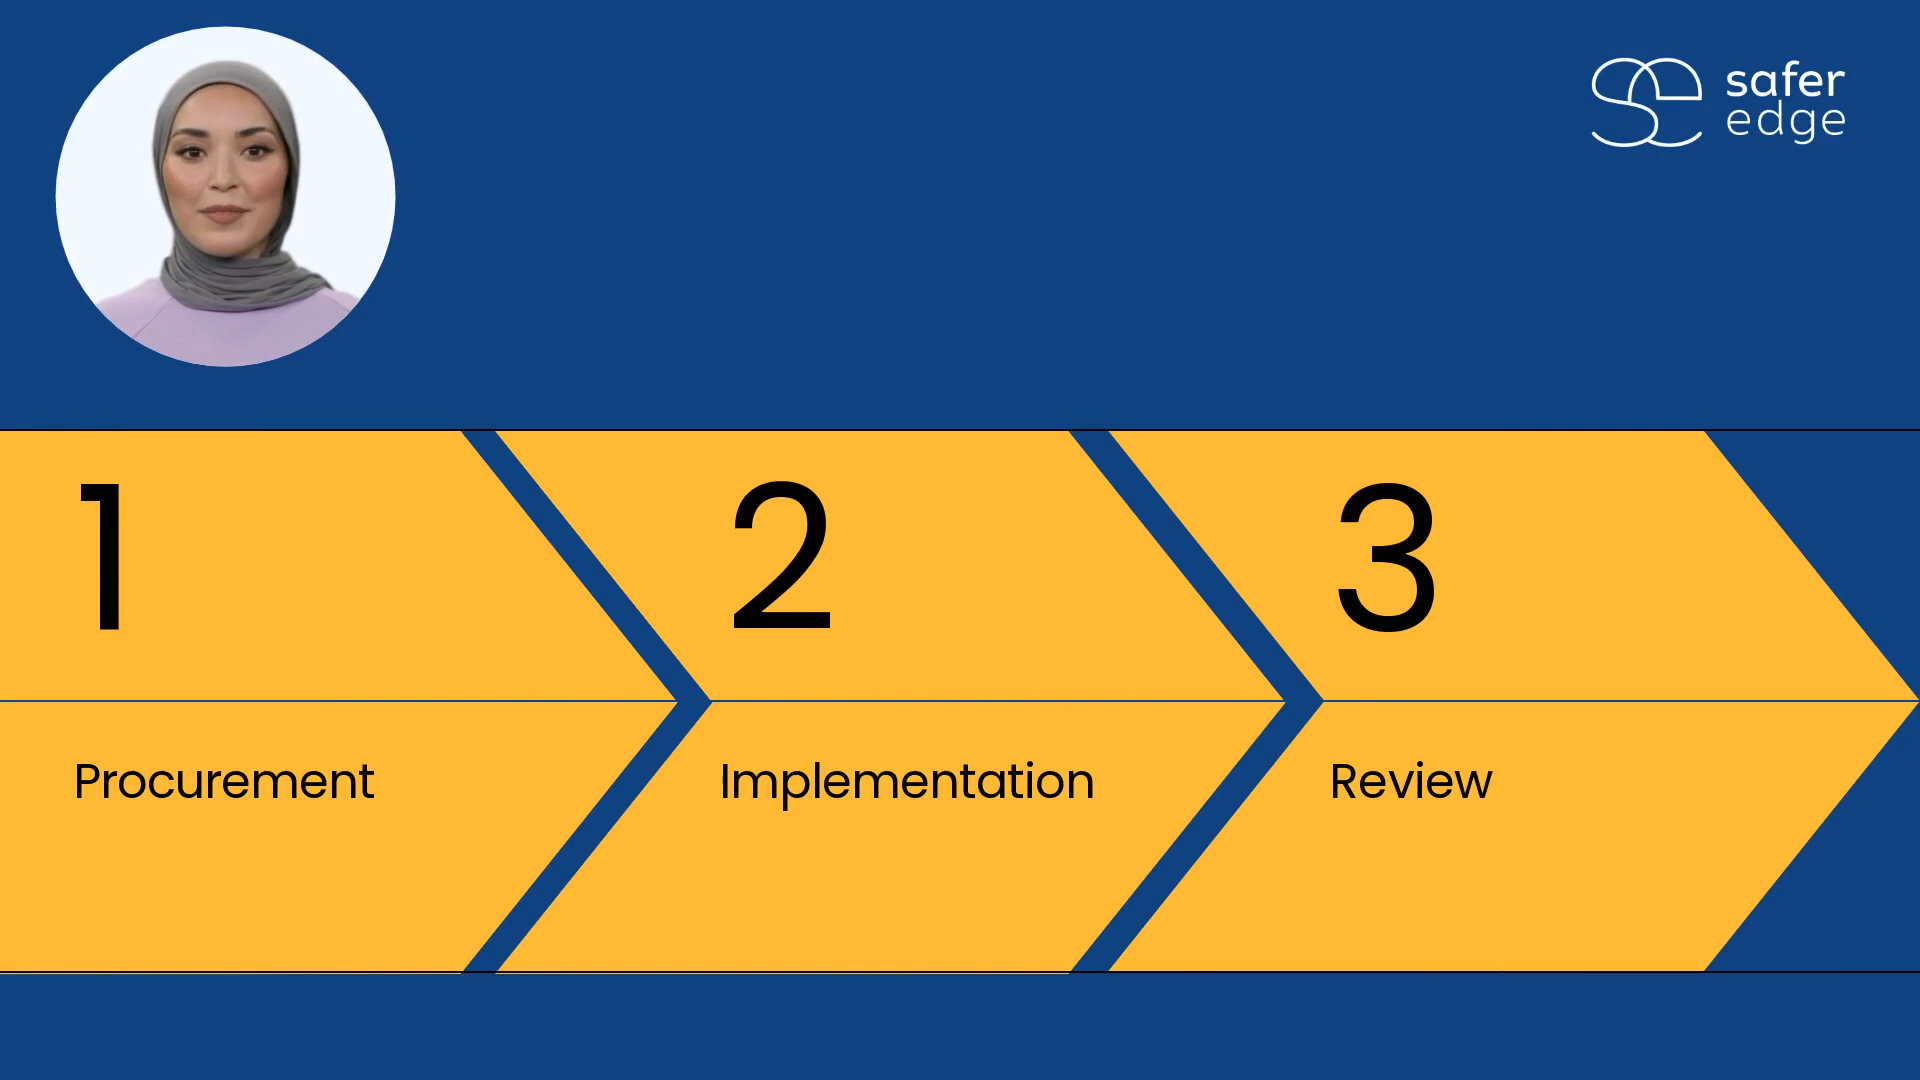 safer
edge
1
2
3
Procurement
Implementation
Review